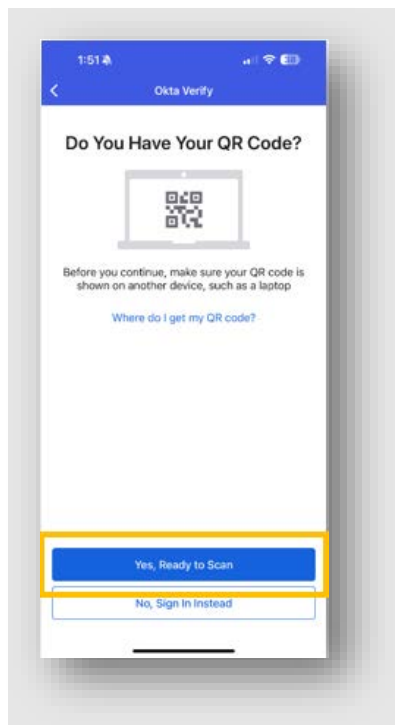 1:51
Okta Verify
Do You Have Your QR Code?
Before you continue, make sure your QR code is
shown on another device, such as a laptop
Where do I get my QR code?
Yes, Ready to Scan
No, Sign In Instead